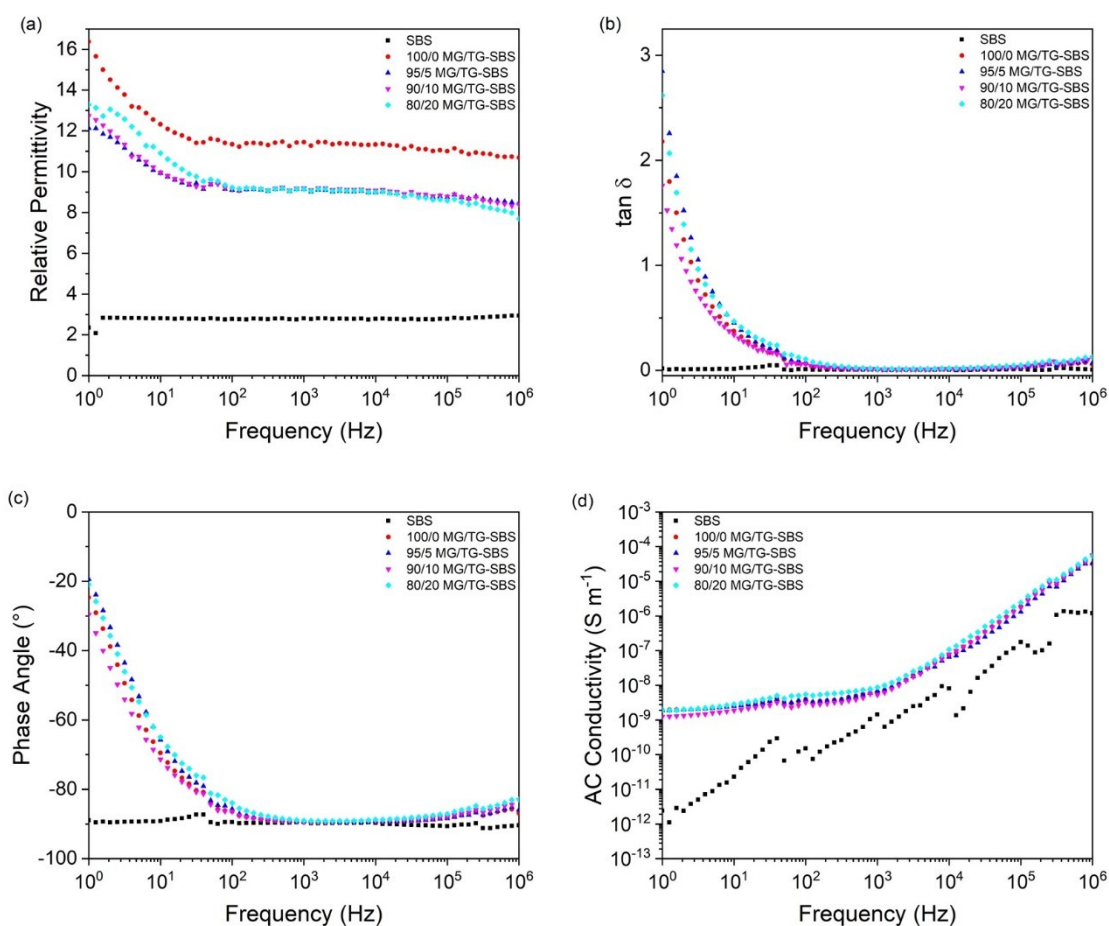 (a)
SBS
100/0 MG/TG-SBS
95/5 MG/TG-SBS
90/10 MG/TG-SBS
80/20 MG/TG-SBS
16
14
12
10
8
6
4
2
0
Relative Permittivity
10⁰ 10¹ 10² 10³ 10⁴ 10⁵ 10⁶
Frequency (Hz)
(b)
SBS
100/0 MG/TG-SBS
95/5 MG/TG-SBS
90/10 MG/TG-SBS
80/20 MG/TG-SBS
3
2
1
0
tan δ
10⁰ 10¹ 10² 10³ 10⁴ 10⁵ 10⁶
Frequency (Hz)
(c)
SBS
100/0 MG/TG-SBS
95/5 MG/TG-SBS
90/10 MG/TG-SBS
80/20 MG/TG-SBS
0
-20
-40
-60
-80
-100
Phase Angle (°)
10⁰ 10¹ 10² 10³ 10⁴ 10⁵ 10⁶
Frequency (Hz)
(d)
SBS
100/0 MG/TG-SBS
95/5 MG/TG-SBS
90/10 MG/TG-SBS
80/20 MG/TG-SBS
10⁻³
10⁻⁴
10⁻⁵
10⁻⁶
10⁻⁷
10⁻⁸
10⁻⁹
10⁻¹⁰
10⁻¹¹
10⁻¹²
10⁻¹³
AC Conductivity (S m⁻¹)
10⁰ 10¹ 10² 10³ 10⁴ 10⁵ 10⁶
Frequency (Hz)